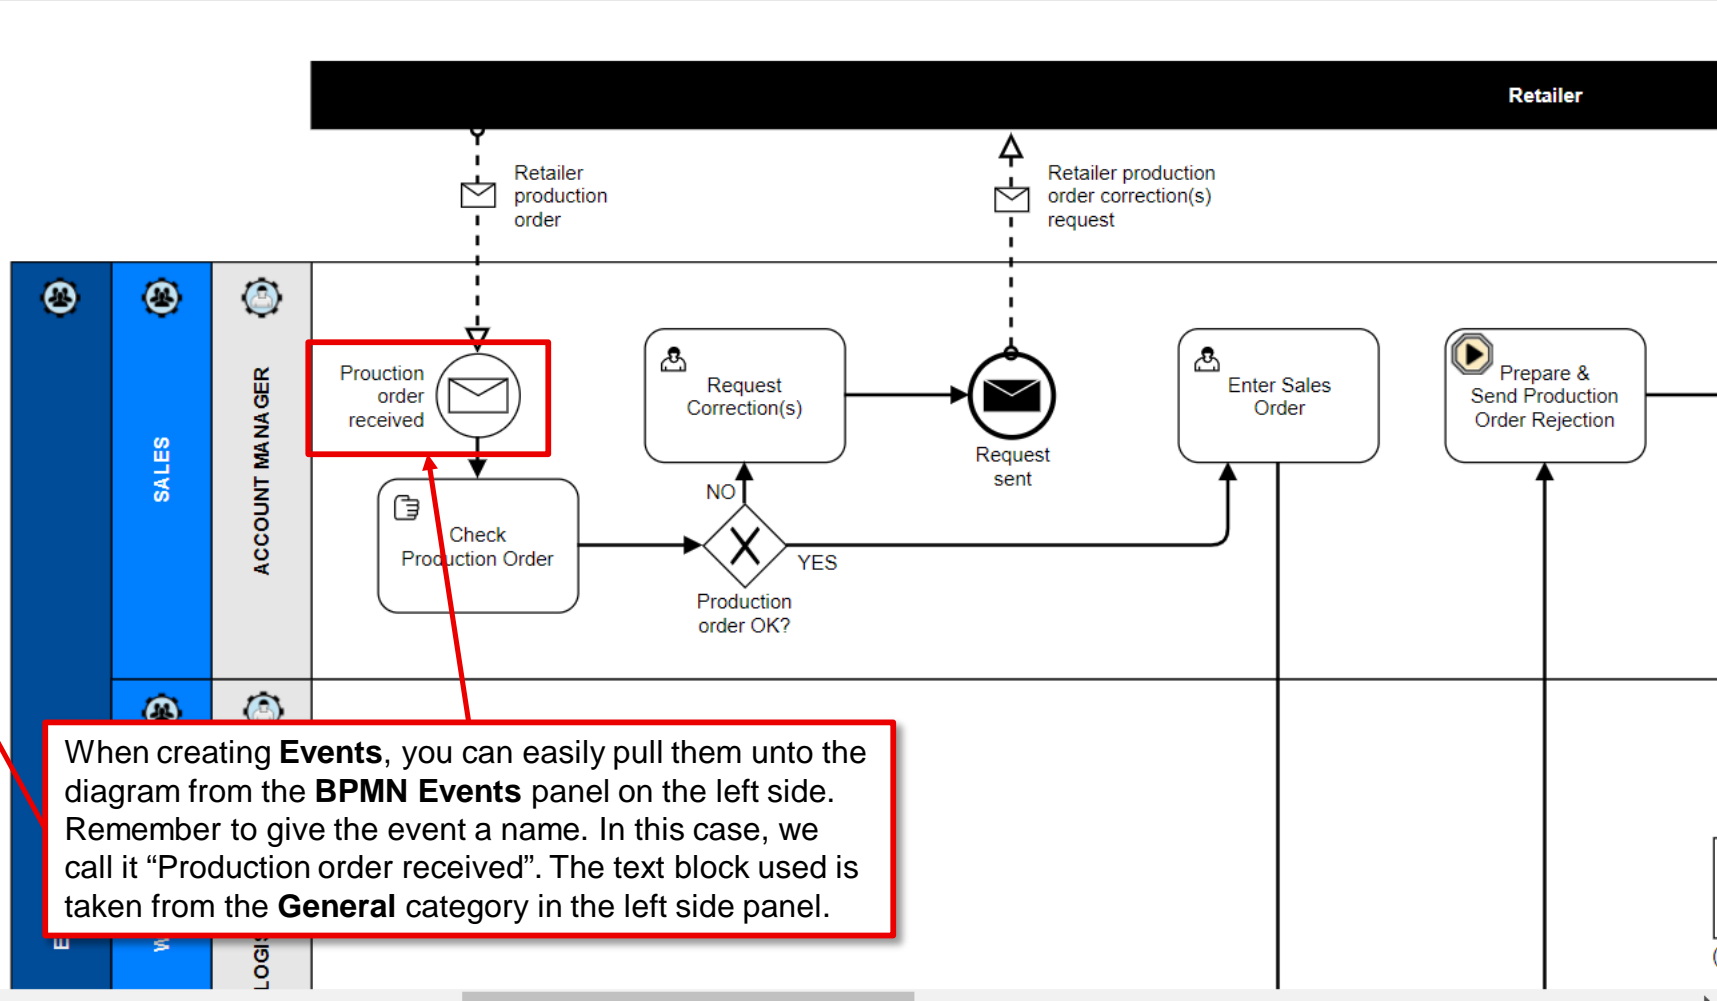 Retailer
Retailer
production
order
Retailer production
order correction(s)
request
SALES
ACCOUNT MANAGER
Prouction
order
received
Request
Correction(s)
Request
sent
Enter Sales
Order
Prepare &
Send Production
Order Rejection
NO
Check
Production Order
YES
Production
order OK?
When creating Events, you can easily pull them unto the
diagram from the BPMN Events panel on the left side.
Remember to give the event a name. In this case, we
call it “Production order received”. The text block used is
taken from the General category in the left side panel.